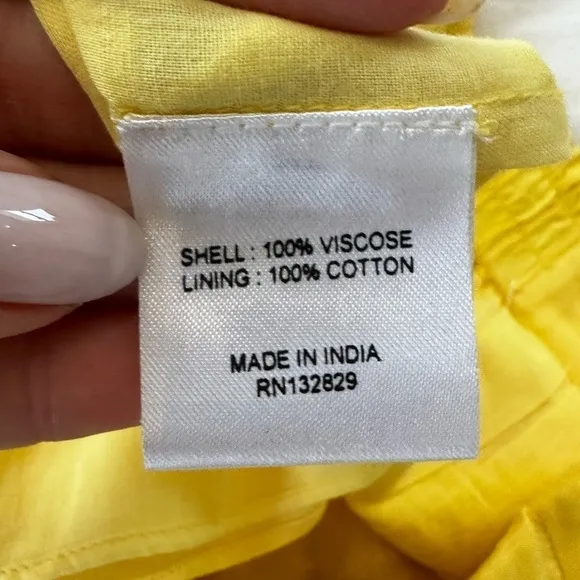 SHELL : 100% VISCOSE
LINING : 100% COTTON
MADE IN INDIA
RN132829